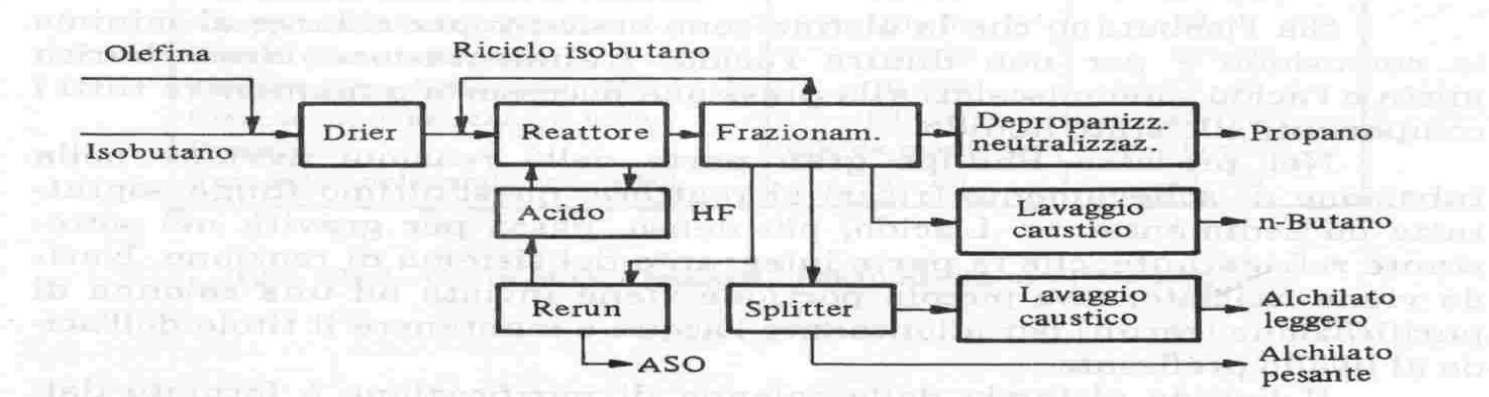 Olefina
Riciclo isobutano
Isobutano
Drier
Reattore
Frazionam.
Depropanizz.
neutralizzaz.
Propano
Acido
HF
Lavaggio
caustico
n-Butano
Rerun
Splitter
Lavaggio
caustico
Alchilato
leggero
ASO
Alchilato
pesante